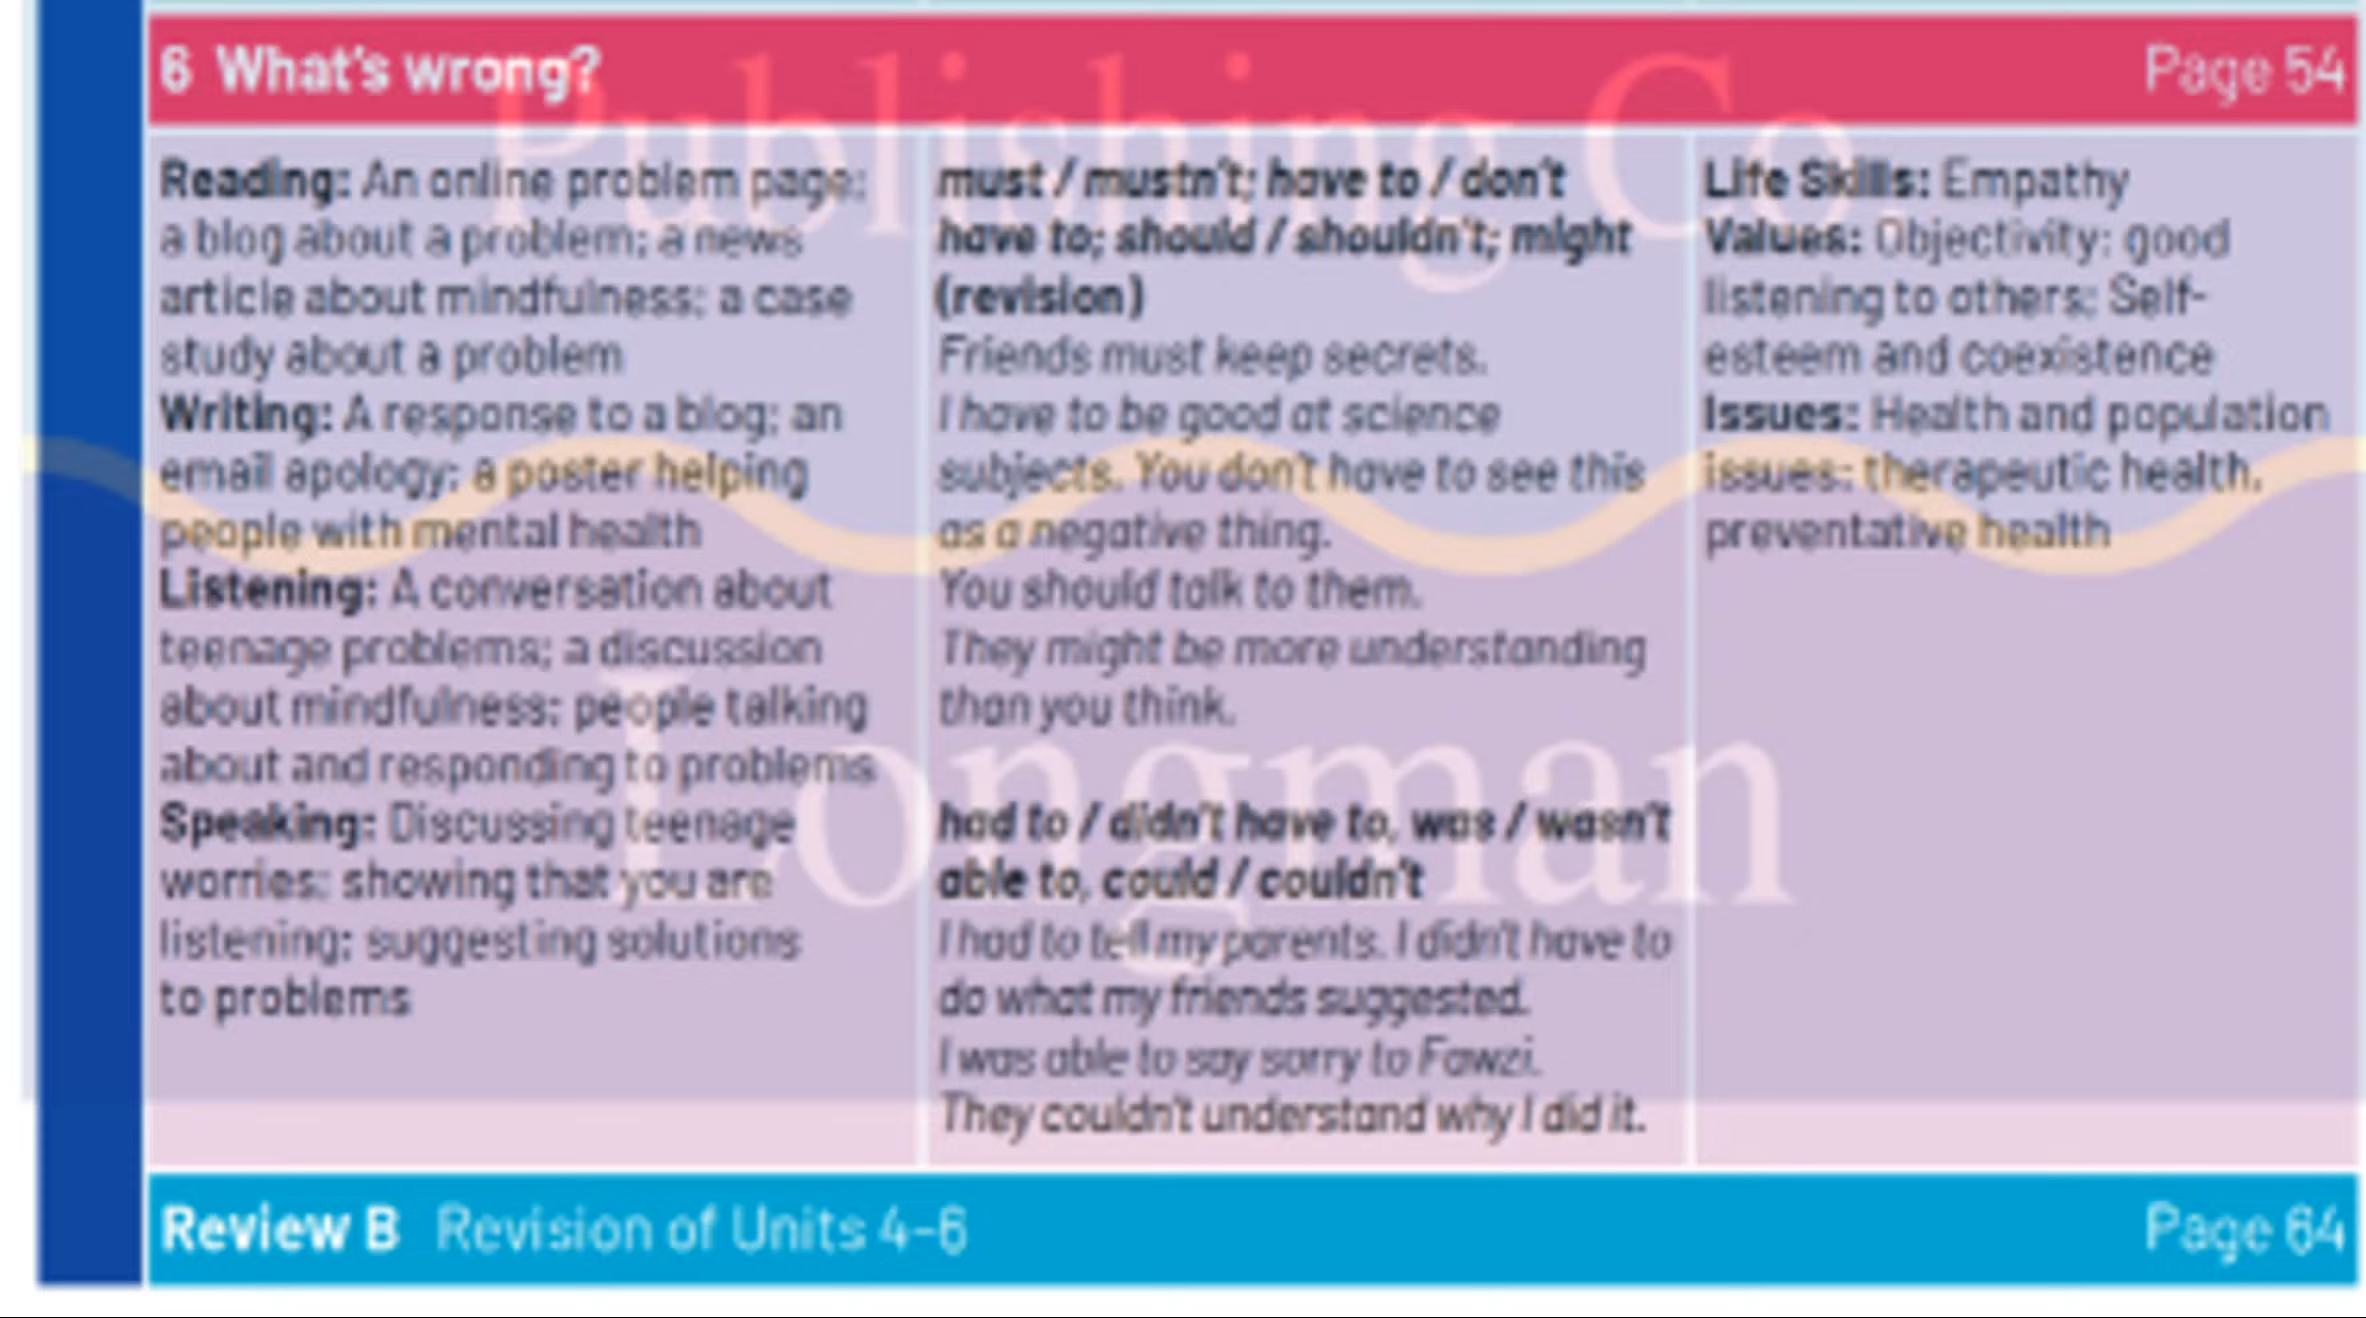 6 What's wrong?
Page 54
Reading: An online problem page;
a blog about a problem; a news
article about mindfulness; a case
study about a problem
Writing: A response to a blog; an
email apology; a poster helping
people with mental health
Listening: A conversation about
teenage problems; a discussion
about mindfulness; people talking
about and responding to problems
Speaking: Discussing teenage
worries; showing that you are
listening; suggesting solutions
to problems
must / mustn't; have to / don't
have to; should / shouldn't; might
(revision)
Friends must keep secrets.
I have to be good at science
subjects. You don't have to see this
as a negative thing.
You should talk to them.
They might be more understanding
than you think.
had to / didn't have to, was / wasn't
able to, could / couldn't
I had to tell my parents. I didn't have to
do what my friends suggested.
I was able to say sorry to Fawzi.
They couldn't understand why I did it.
Life Skills: Empathy
Values: Objectivity; good
listening to others; Self-
esteem and coexistence
Issues: Health and population
issues: therapeutic health,
preventative health
Publishing Co
Longman
Review B Revision of Units 4–6
Page 64